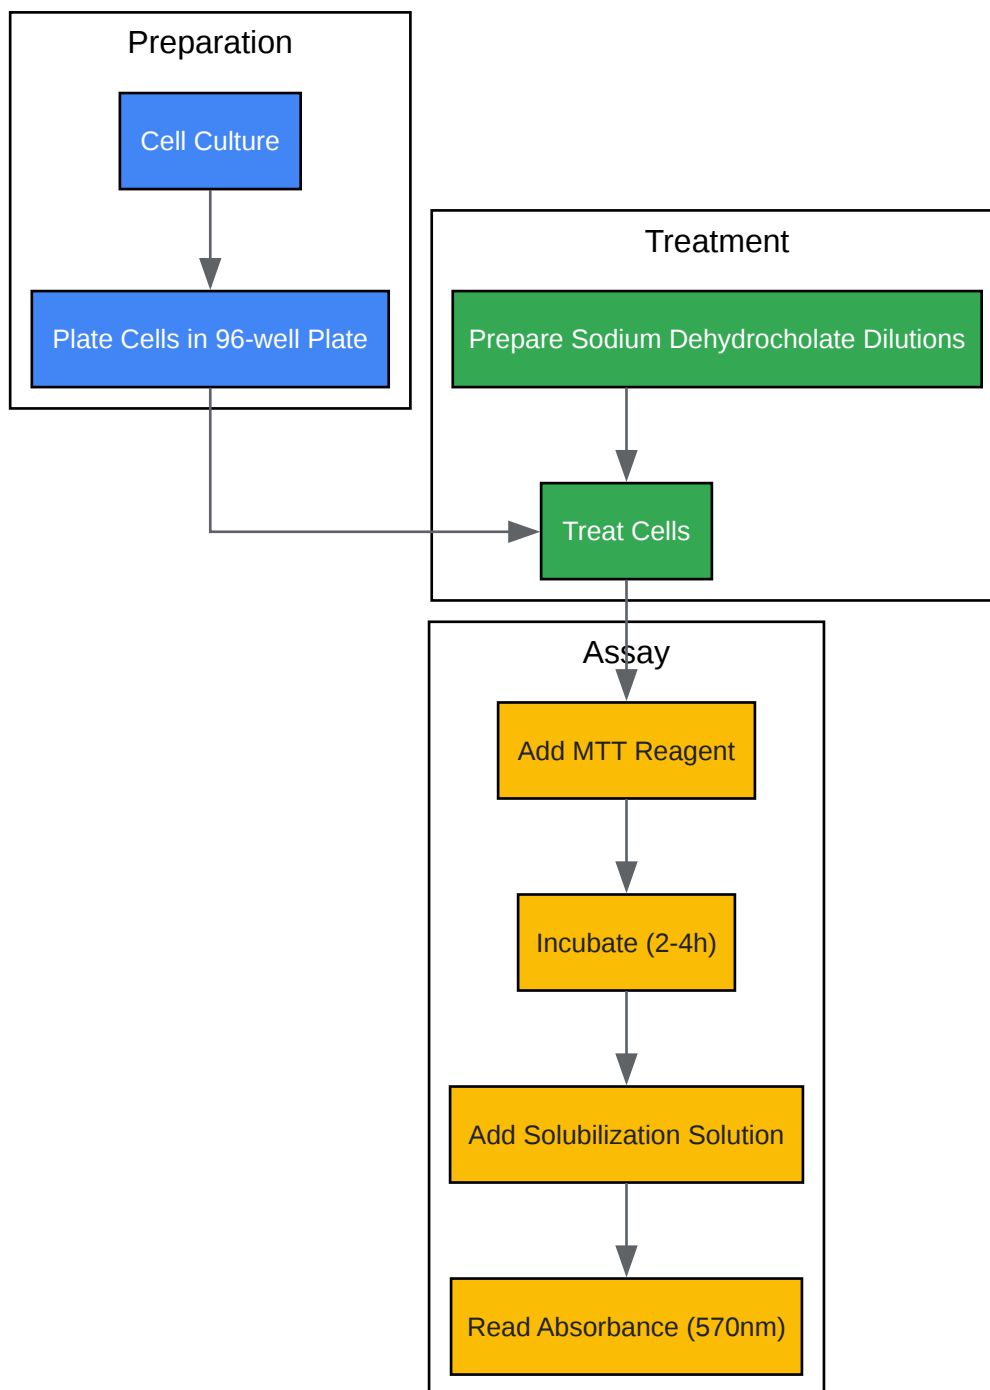 Preparation
Cell Culture
Plate Cells in 96-well Plate
Treatment
Prepare Sodium Dehydrocholate Dilutions
Treat Cells
Assay
Add MTT Reagent
Incubate (2-4h)
Add Solubilization Solution
Read Absorbance (570nm)